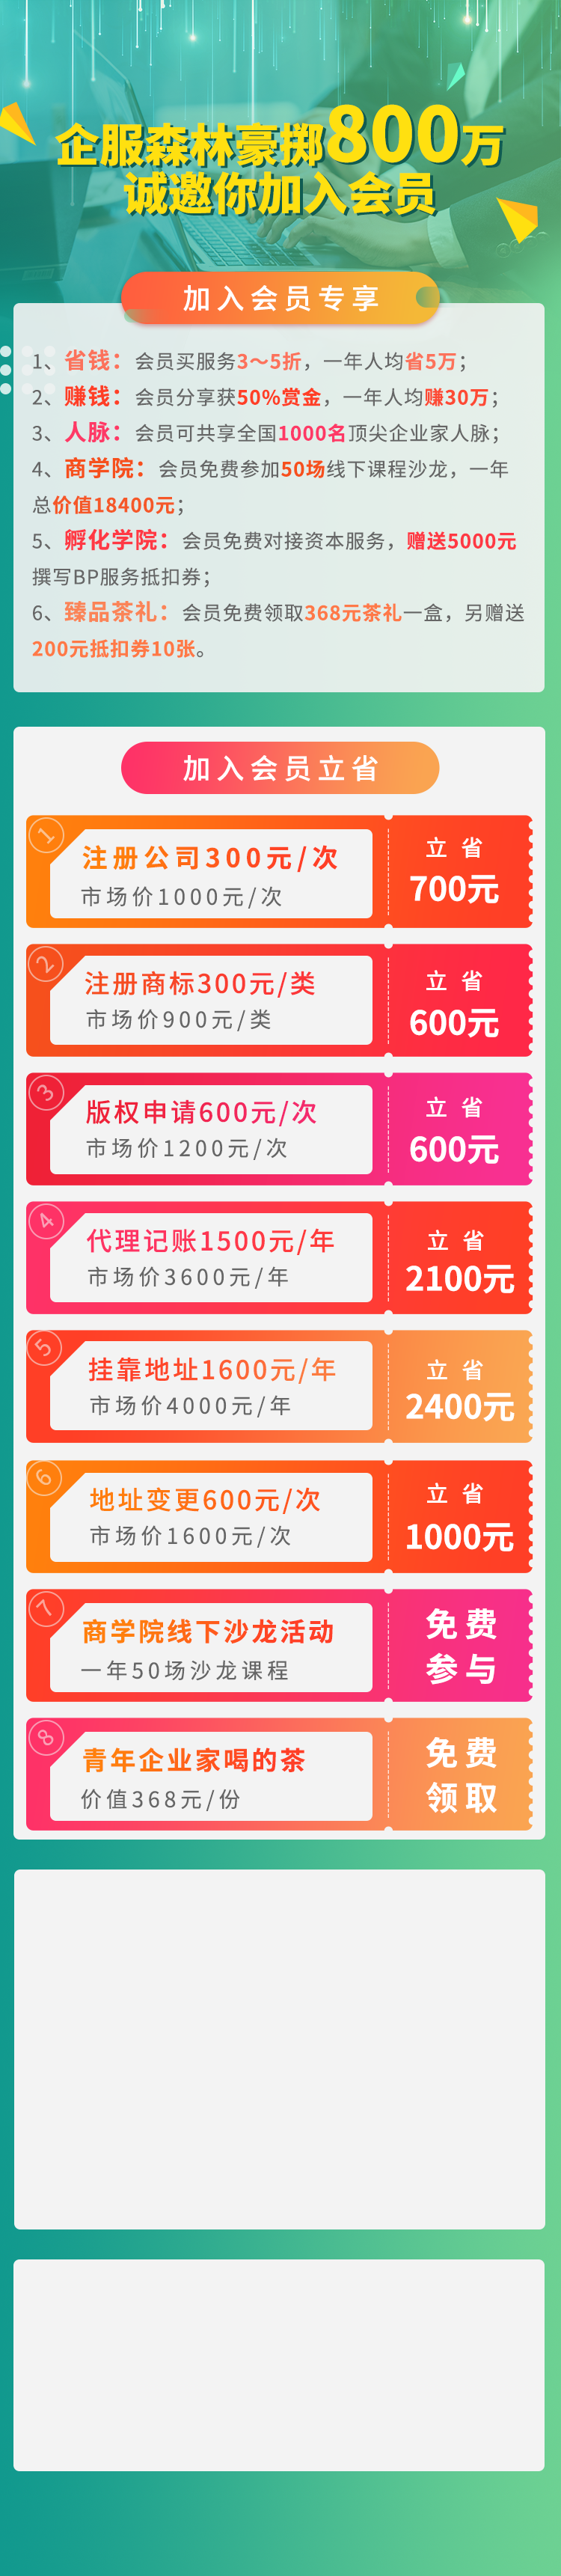 企服森林豪掷800万
诚邀你加入会员
加入会员专享
1、省钱：会员买服务3～5折，一年人均省5万；
2、赚钱：会员分享获50%赏金，一年人均赚30万；
3、人脉：会员可共享全国1000名顶尖企业家人脉；
4、商学院：会员免费参加50场线下课程沙龙，一年
总价值18400元；
5、孵化学院：会员免费对接资本服务，赠送5000元
撰写BP服务抵扣券；
6、臻品茶礼：会员免费领取368元茶礼一盒，另赠送
200元抵扣券10张。
加入会员立省
1
注册公司300元/次
市场价1000元/次
立省
700元
2
注册商标300元/类
市场价900元/类
立省
600元
3
版权申请600元/次
市场价1200元/次
立省
600元
4
代理记账1500元/年
市场价3600元/年
立省
2100元
5
挂靠地址1600元/年
市场价4000元/年
立省
2400元
6
地址变更600元/次
市场价1600元/次
立省
1000元
7
商学院线下沙龙活动
一年50场沙龙课程
免费
参与
8
青年企业家喝的茶
价值368元/份
免费
领取